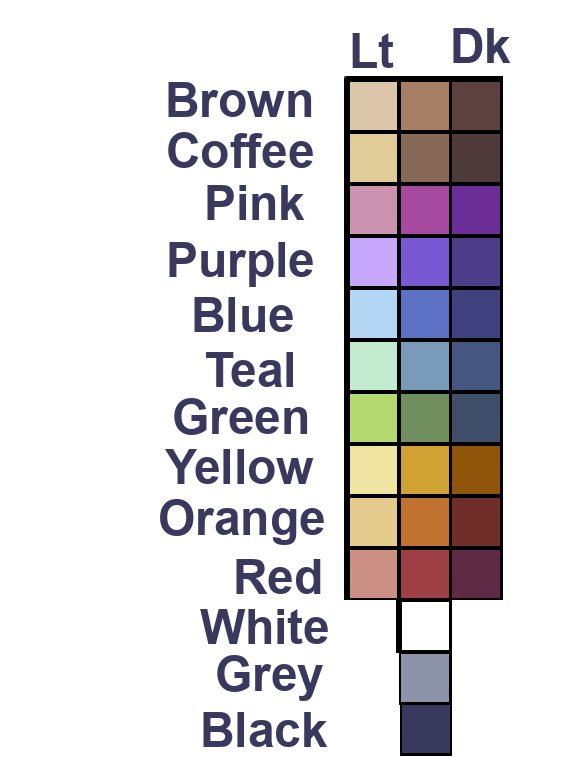 Lt Dk
Brown
Coffee
Pink
Purple
Blue
Teal
Green
Yellow
Orange
Red
White
Grey
Black